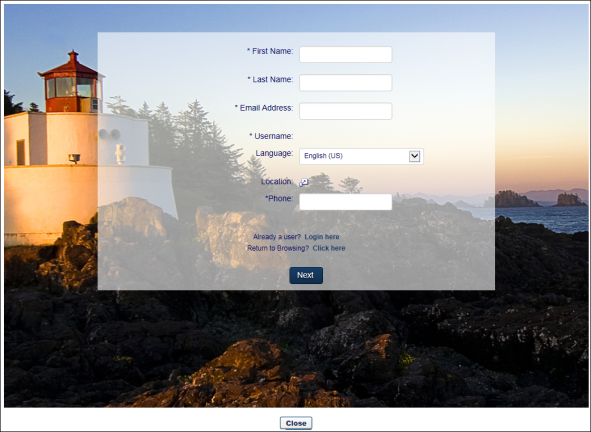 * First Name:
* Last Name:
* Email Address:
* Username:
Language: English (US)
Location:
*Phone:
Already a user? Login here
Return to Browsing? Click here
Next
Close